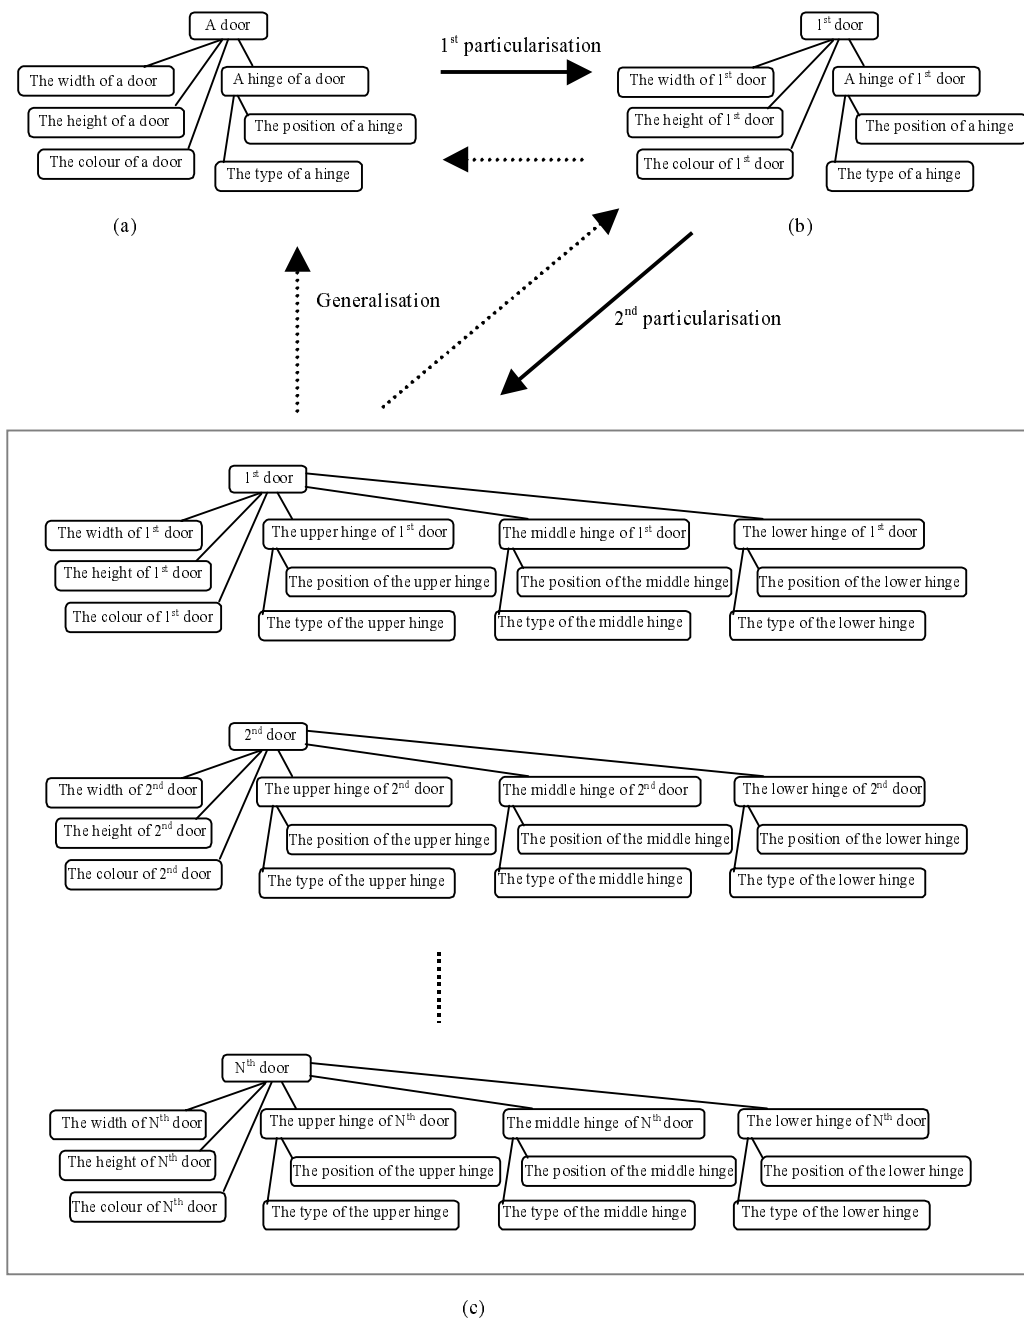 A door
The width of a door
A hinge of a door
The height of a door
The position of a hinge
The colour of a door
The type of a hinge
(a)
1st particularisation
1st door
The width of 1st door
A hinge of 1st door
The height of 1st door
The position of a hinge
The colour of 1st door
The type of a hinge
(b)
Generalisation
2nd particularisation
1st door
The width of 1st door
The upper hinge of 1st door
The middle hinge of 1st door
The lower hinge of 1st door
The height of 1st door
The position of the upper hinge
The position of the middle hinge
The position of the lower hinge
The colour of 1st door
The type of the upper hinge
The type of the middle hinge
The type of the lower hinge
2nd door
The width of 2nd door
The upper hinge of 2nd door
The middle hinge of 2nd door
The lower hinge of 2nd door
The height of 2nd door
The position of the upper hinge
The position of the middle hinge
The position of the lower hinge
The colour of 2nd door
The type of the upper hinge
The type of the middle hinge
The type of the lower hinge
Nth door
The width of Nth door
The upper hinge of Nth door
The middle hinge of Nth door
The lower hinge of Nth door
The height of Nth door
The position of the upper hinge
The position of the middle hinge
The position of the lower hinge
The colour of Nth door
The type of the upper hinge
The type of the middle hinge
The type of the lower hinge
(c)